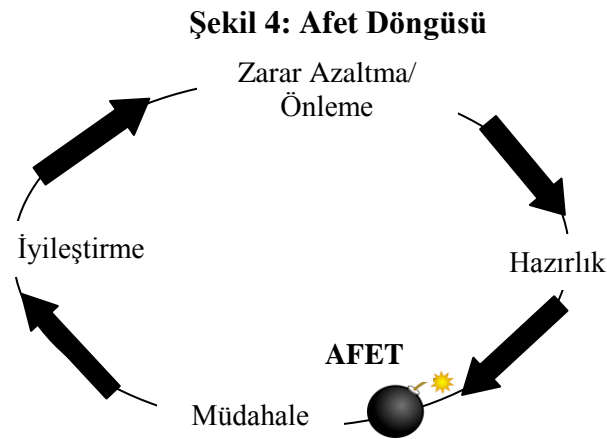 Şekil 4: Afet Döngüsü
Zarar Azaltma/
Önleme
İyileştirme
Hazırlık
AFET
Müdahale